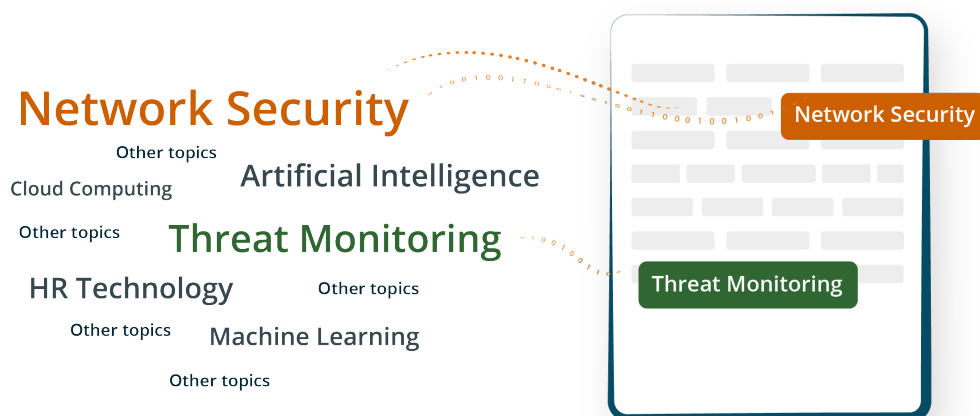 Network Security
Other topics
Cloud Computing
Artificial Intelligence
Other topics
Threat Monitoring
HR Technology
Other topics
Other topics
Machine Learning
Other topics
Network Security
Threat Monitoring